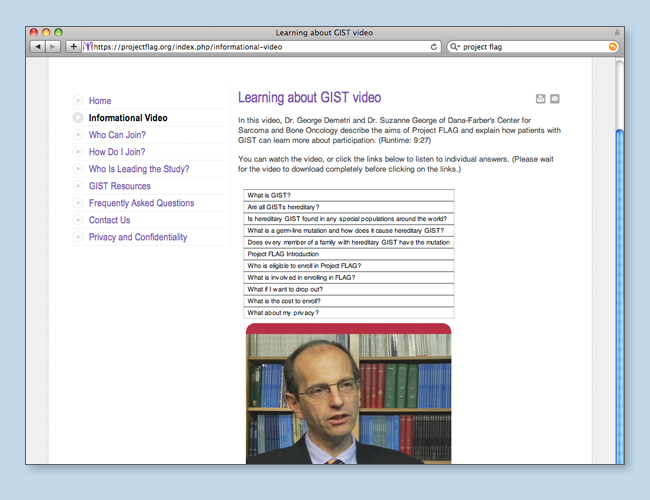 Learning about GIST video
https://projectflag.org/index.php/informational-video
project flag
Home
Informational Video
Who Can Join?
How Do I Join?
Who Is Leading the Study?
GIST Resources
Frequently Asked Questions
Contact Us
Privacy and Confidentiality
Learning about GIST video
In this video, Dr. George Demetri and Dr. Suzanne George of Dana-Farber's Center for
Sarcoma and Bone Oncology describe the aims of Project FLAG and explain how patients with
GIST can learn more about participation. (Runtime: 9:27)
You can watch the video, or click the links below to listen to individual answers. (Please wait
for the video to download completely before clicking on the links.)
What is GIST?
Are all GISTs hereditary?
Is hereditary GIST found in any special populations around the world?
What is a germ-line mutation and how does it cause hereditary GIST?
Does every member of a family with hereditary GIST have the mutation
Project FLAG Introduction
Who is eligible to enroll in Project FLAG?
What is involved in enrolling in FLAG?
What if I want to drop out?
What is the cost to enroll?
What about my privacy?